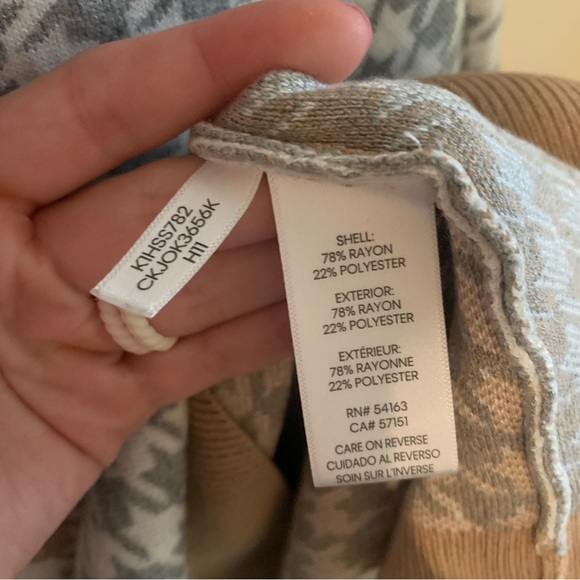 K1HSS782
CKJOK3656K
H11
SHELL:
78% RAYON
22% POLYESTER
EXTERIOR:
78% RAYON
22% POLYESTER
EXTÉRIEUR:
78% RAYONNE
22% POLYESTER
RN# 54163
CA# 57151
CARE ON REVERSE
CUIDADO AL REVERSO
SOIN SUR L'INVERSE